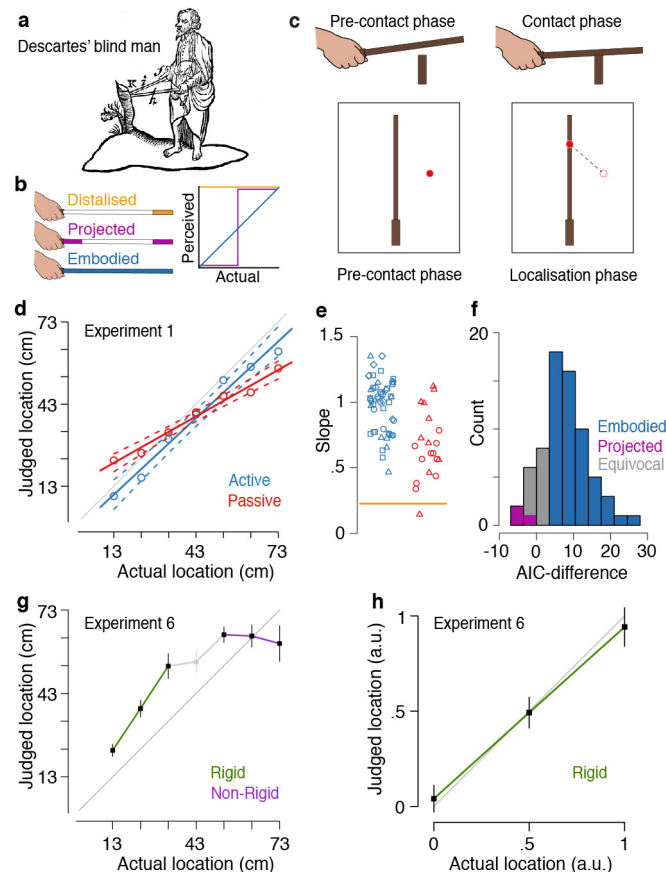 a
Descartes' blind man
K i f
h
b
Distalised
Projected
Embodied
Perceived
Actual
c
Pre-contact phase
Contact phase
Pre-contact phase
Localisation phase
d
Experiment 1
Judged location (cm)
73
43
13
Active
Passive
13
43
73
Actual location (cm)
e
Slope
1.5
1
.5
0
f
Count
20
10
0
Embodied
Projected
Equivocal
-10
0
10
20
30
AIC-difference
g
Experiment 6
Judged location (cm)
73
43
13
Rigid
Non-Rigid
13
43
73
Actual location (cm)
h
Experiment 6
Judged location (a.u.)
1
.5
0
Rigid
0
.5
1
Actual location (a.u.)